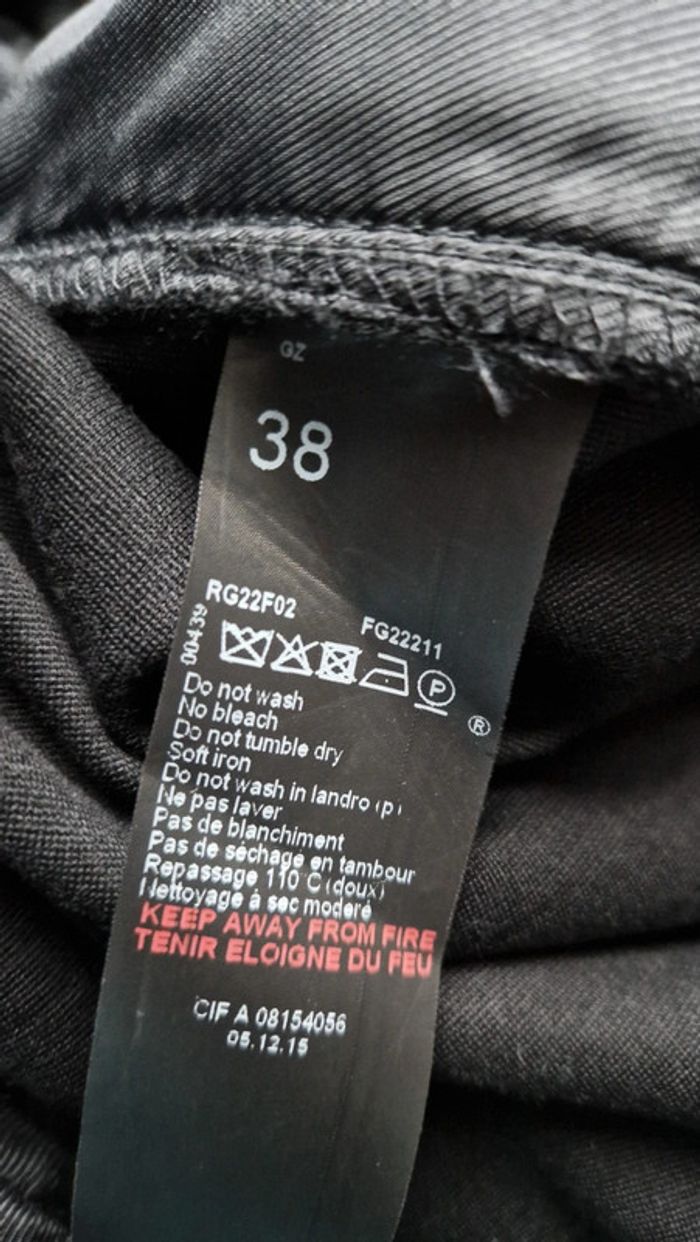 GZ
38
RG22F02
FG22211
00439
P
®
Do not wash
No bleach
Do not tumble dry
Soft iron
Do not wash in landro (p)
Ne pas laver
Pas de blanchiment
Pas de séchage en tambour
Repassage 110°C (doux)
Nettoyage à sec modéré
KEEP AWAY FROM FIRE
TENIR ELOIGNE DU FEU
CIF A 08154056
05.12.15